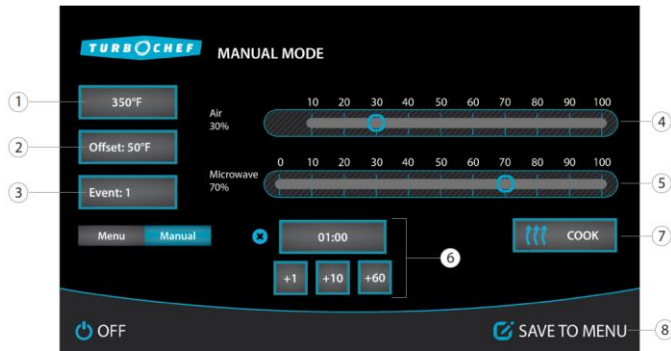 TURBOCHEF
MANUAL MODE
1
350°F
Air
30%
10 20 30 40 50 60 70 80 90 100
4
2
Offset: 50°F
Microwave
70%
0 10 20 30 40 50 60 70 80 90 100
5
3
Event: 1
Menu Manual
01:00
+1 +10 +60
6
COOK
7
OFF
SAVE TO MENU
8